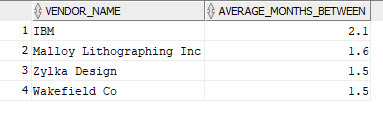 VENDOR_NAME AVERAGE_MONTHS_BETWEEN
1 IBM 2.1
2 Malloy Lithographing Inc 1.6
3 Zylka Design 1.5
4 Wakefield Co 1.5